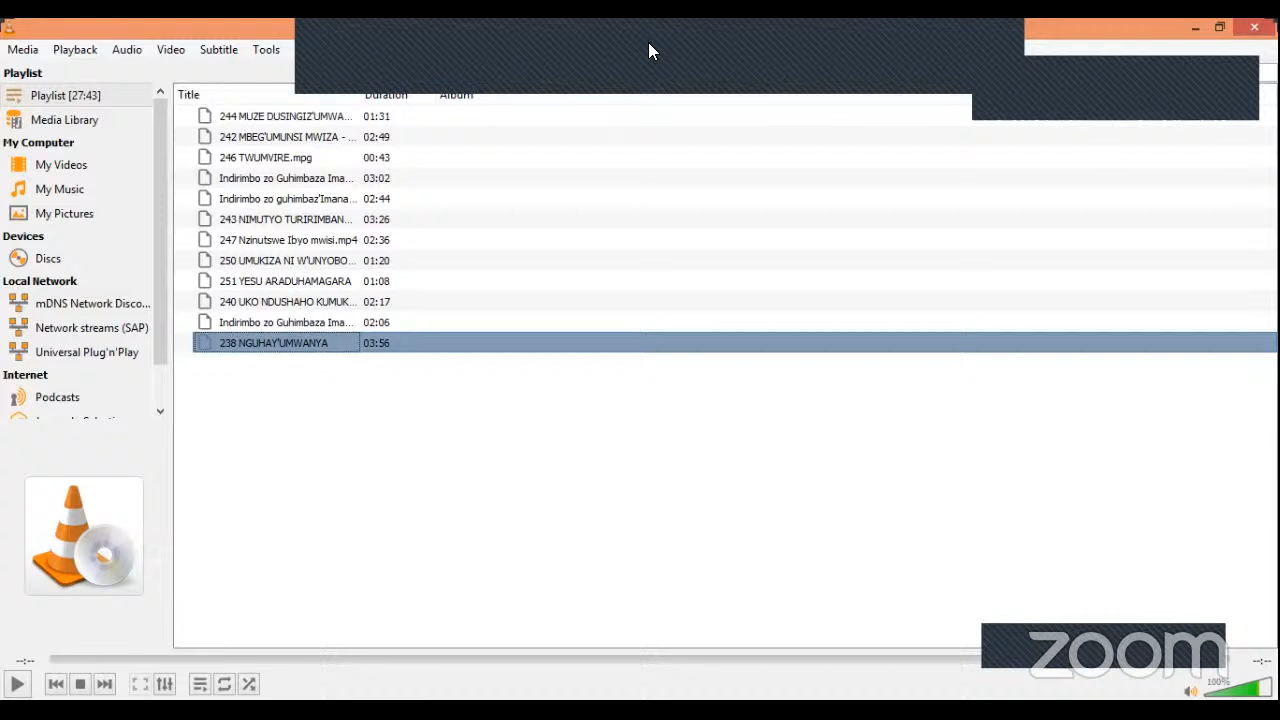 Media Playback Audio Video Subtitle Tools
Playlist
Playlist [27:43]
Media Library
My Computer
My Videos
My Music
My Pictures
Devices
Discs
Local Network
mDNS Network Disco...
Network streams (SAP)
Universal Plug'n'Play
Internet
Podcasts
Title Duration Album
244 MUZE DUSINGIZ'UMWA... 01:31
242 MBEG'UMUNSI MWIZA - ... 02:49
246 TWUMVIRE.mpg 00:43
Indirimbo zo Guhimbaza Ima... 03:02
Indirimbo zo guhimbaz'Imana... 02:44
243 NIMUTYO TURIRIMBAN... 03:26
247 Nzinutswe Ibyo mwisi.mp4 02:36
250 UMUKIZA NI W'UNYOBO... 01:20
251 YESU ARADUHAMAGARA 01:08
240 UKO NDUSHAHO KUMUK... 02:17
Indirimbo zo Guhimbaza Ima... 02:06
238 NGUHAY'UMWANYA 03:56
zoom
--:-- --:--
100%